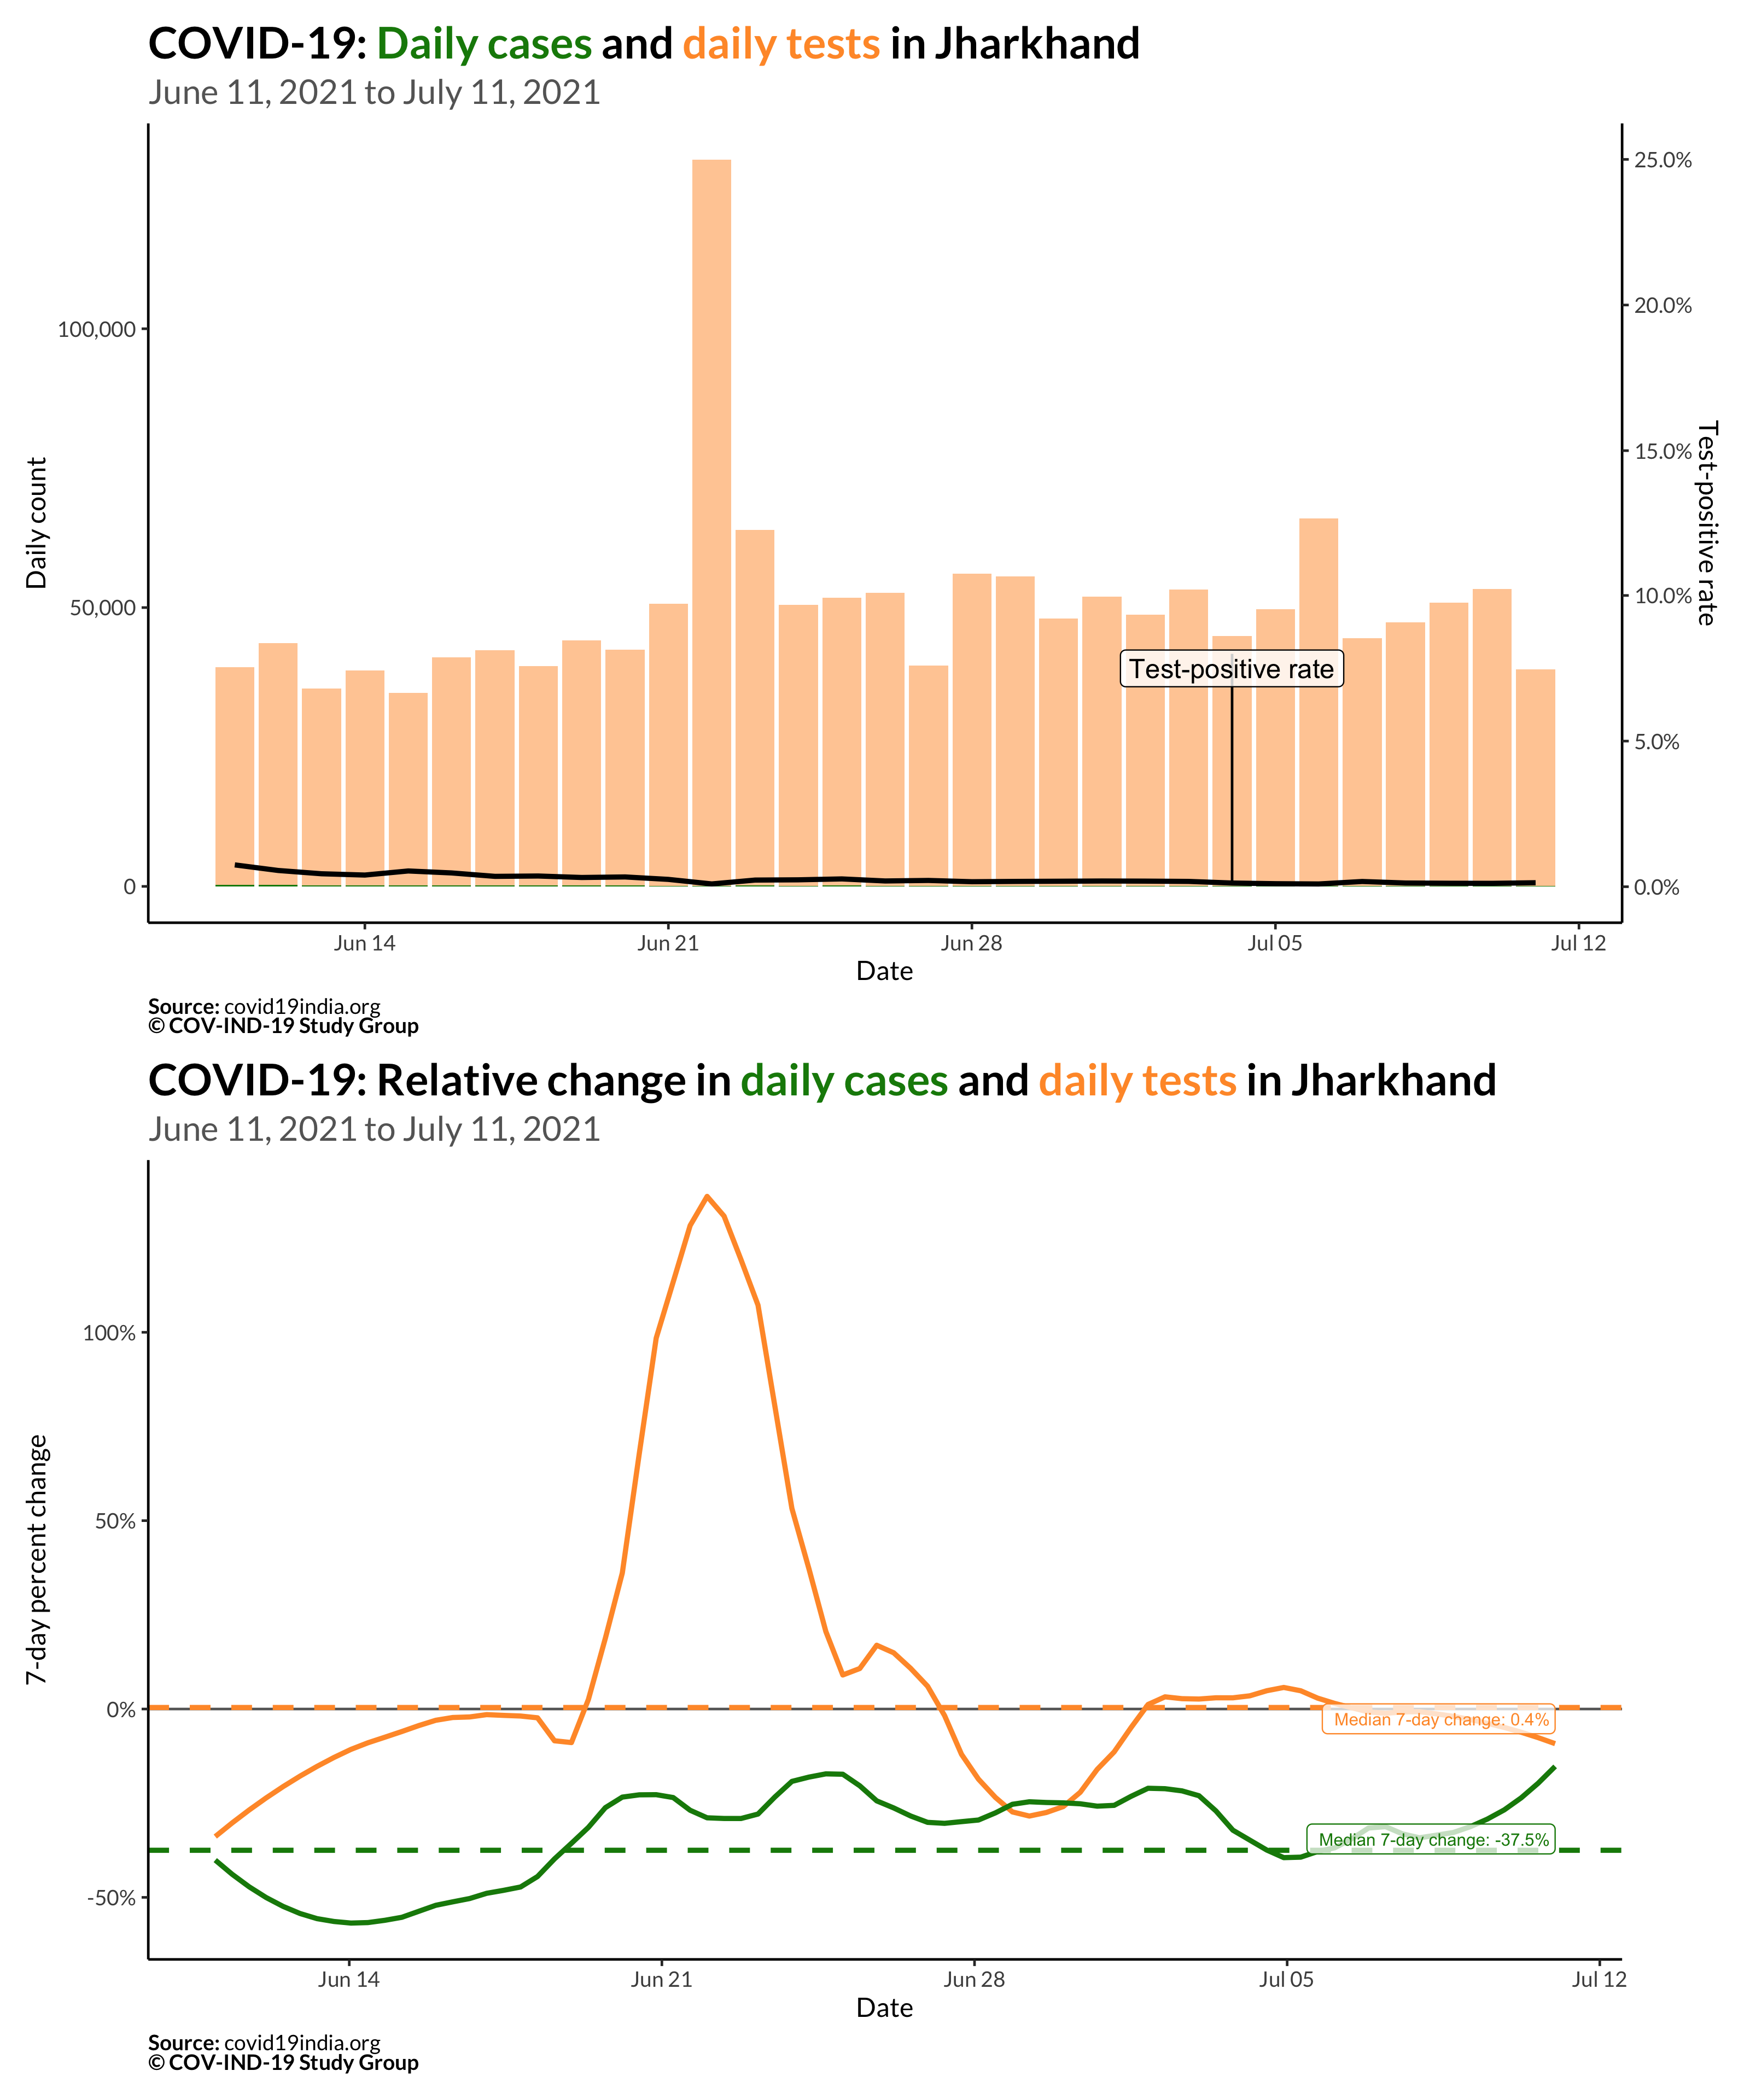 COVID-19: Daily cases and daily tests in Jharkhand
June 11, 2021 to July 11, 2021
Daily count
100,000
50,000
0
25.0%
20.0%
15.0%
10.0%
5.0%
0.0%
Test-positive rate
Test-positive rate
Jun 14
Jun 21
Jun 28
Jul 05
Jul 12
Date
Source: covid19india.org
© COV-IND-19 Study Group
COVID-19: Relative change in daily cases and daily tests in Jharkhand
June 11, 2021 to July 11, 2021
7-day percent change
100%
50%
0%
-50%
Median 7-day change: 0.4%
Median 7-day change: -37.5%
Jun 14
Jun 21
Jun 28
Jul 05
Jul 12
Date
Source: covid19india.org
© COV-IND-19 Study Group